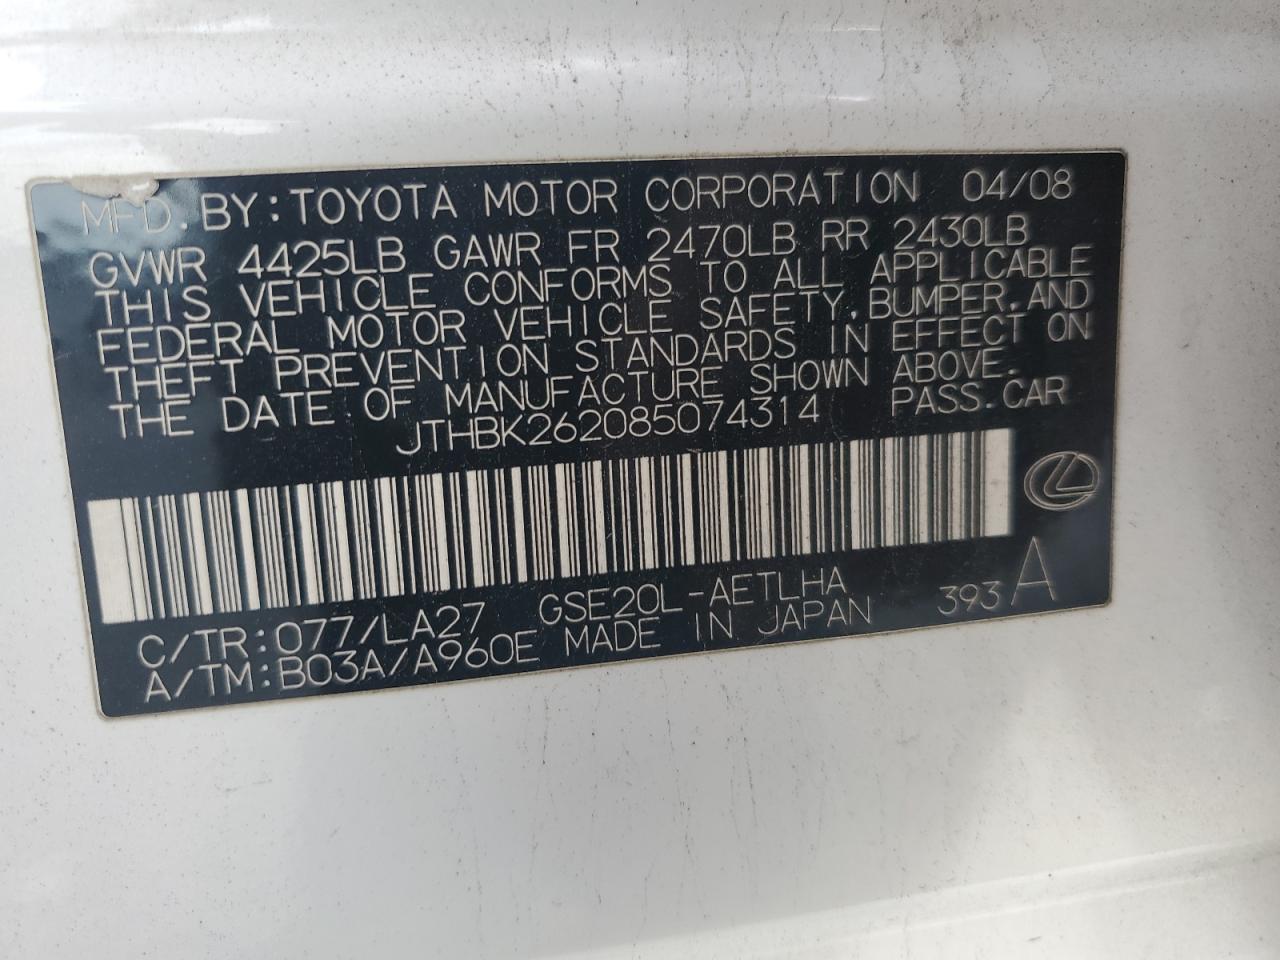 MFD. BY:TOYOTA MOTOR CORPORATION 04/08
GVWR 4425LB GAWR FR 2470LB RR 2430LB
THIS VEHICLE CONFORMS TO ALL APPLICABLE
FEDERAL MOTOR VEHICLE SAFETY,BUMPER,AND
THEFT PREVENTION STANDARDS IN EFFECT ON
THE DATE OF MANUFACTURE SHOWN ABOVE.
JTHBK262085074314 PASS.CAR
C/TR:077/LA27 GSE20L-AETLHA 393 A
A/TM:B03A/A960E MADE IN JAPAN